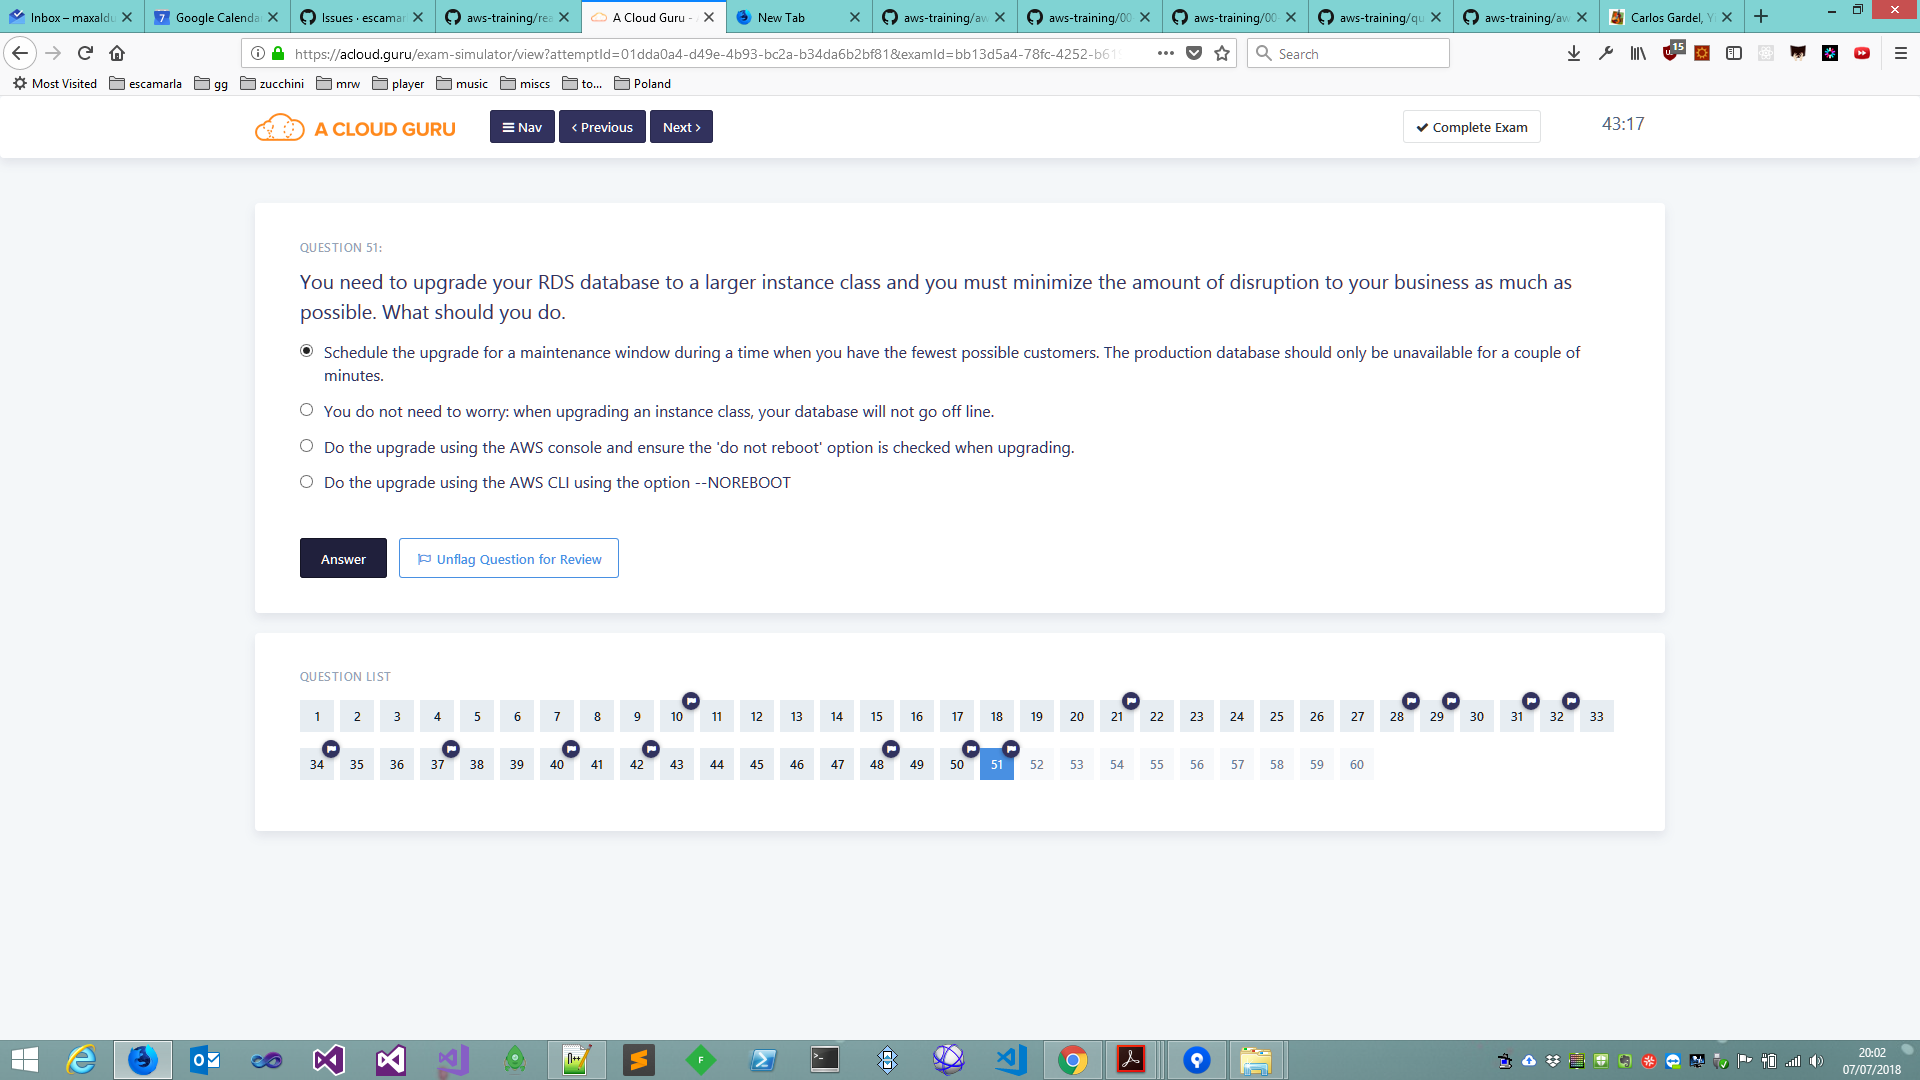 Inbox – maxaldu
7 Google Calenda
Issues · escamar
aws-training/rea
A Cloud Guru -
New Tab
aws-training/aw
aws-training/00
aws-training/00
aws-training/qu
aws-training/aw
Carlos Gardel, Y
https://acloud.guru/exam-simulator/view?attemptId=01dda0a4-d49e-4b93-bc2a-b34da6b2bf81&examId=bb13d5a4-78fc-4252-b61
Search
15
Most Visited escamarla gg zucchini mrw player music miscs to... Poland
A CLOUD GURU
Nav
‹ Previous
Next ›
Complete Exam
43:17
QUESTION 51:
You need to upgrade your RDS database to a larger instance class and you must minimize the amount of disruption to your business as much as
possible. What should you do.
Schedule the upgrade for a maintenance window during a time when you have the fewest possible customers. The production database should only be unavailable for a couple of
minutes.
You do not need to worry: when upgrading an instance class, your database will not go off line.
Do the upgrade using the AWS console and ensure the 'do not reboot' option is checked when upgrading.
Do the upgrade using the AWS CLI using the option --NOREBOOT
Answer
Unflag Question for Review
QUESTION LIST
1 2 3 4 5 6 7 8 9 10 11 12 13 14 15 16 17 18 19 20 21 22 23 24 25 26 27 28 29 30 31 32 33
34 35 36 37 38 39 40 41 42 43 44 45 46 47 48 49 50 51 52 53 54 55 56 57 58 59 60
20:02
07/07/2018